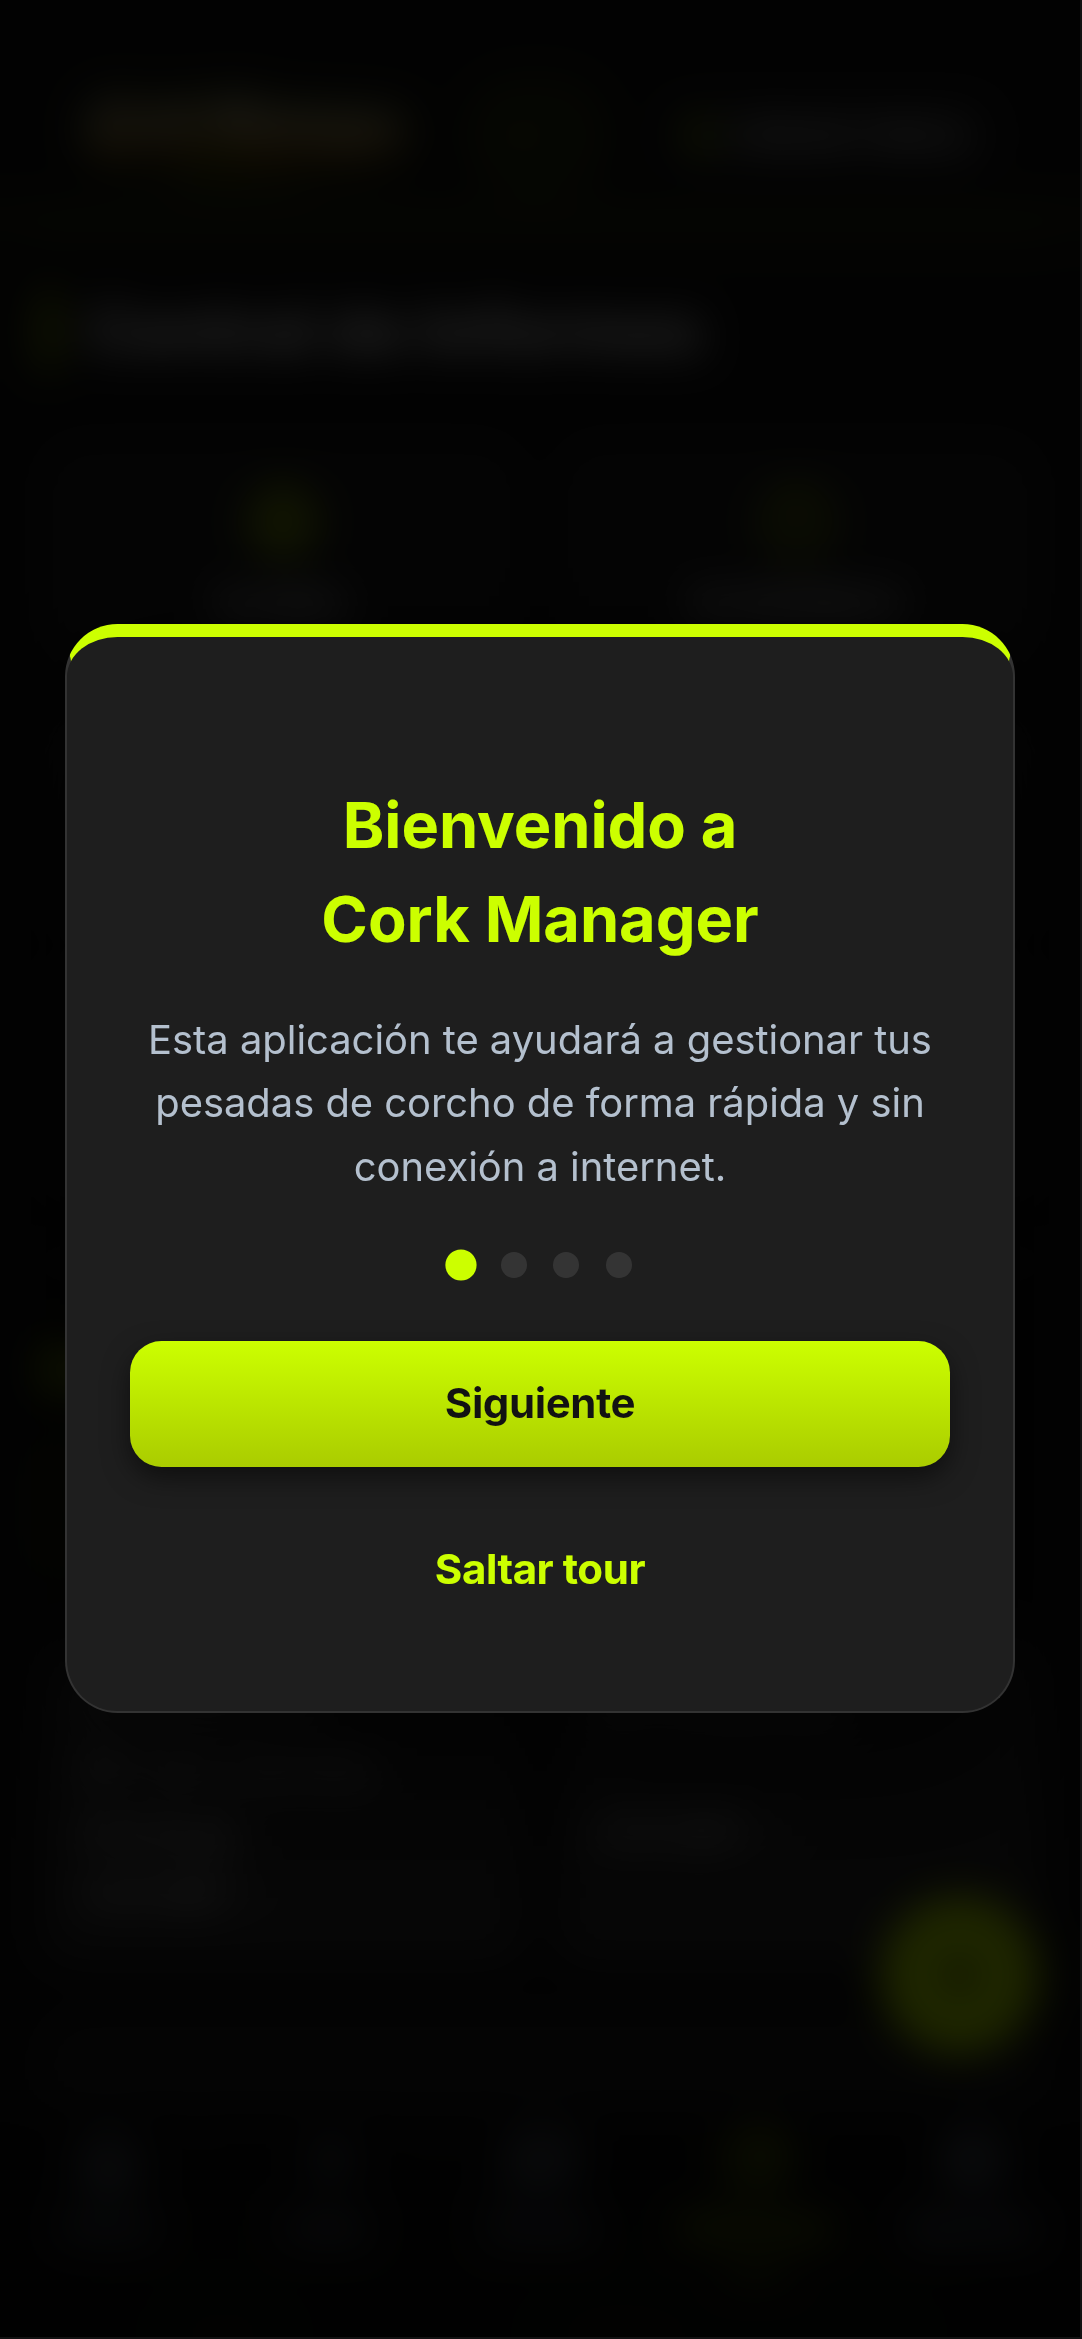 Bienvenido a
Cork Manager
Esta aplicación te ayudará a gestionar tus
pesadas de corcho de forma rápida y sin
conexión a internet.
Siguiente
Saltar tour